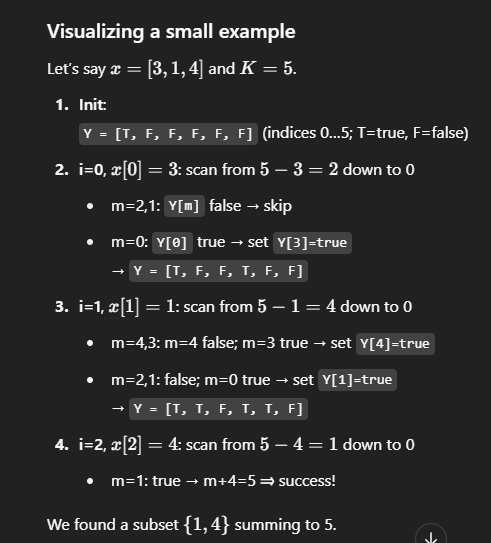 Visualizing a small example
Let's say x = [3, 1, 4] and K = 5.
1. Init:
Y = [T, F, F, F, F, F] (indices 0...5; T=true, F=false)
2. i=0, x[0] = 3: scan from 5 − 3 = 2 down to 0
• m=2,1: Y[m] false → skip
• m=0: Y[0] true → set Y[3]=true
→ Y = [T, F, F, T, F, F]
3. i=1, x[1] = 1: scan from 5 − 1 = 4 down to 0
• m=4,3: m=4 false; m=3 true → set Y[4]=true
• m=2,1: false; m=0 true → set Y[1]=true
→ Y = [T, T, F, T, T, F]
4. i=2, x[2] = 4: scan from 5 − 4 = 1 down to 0
• m=1: true → m+4=5 ⇒ success!
We found a subset {1, 4} summing to 5.